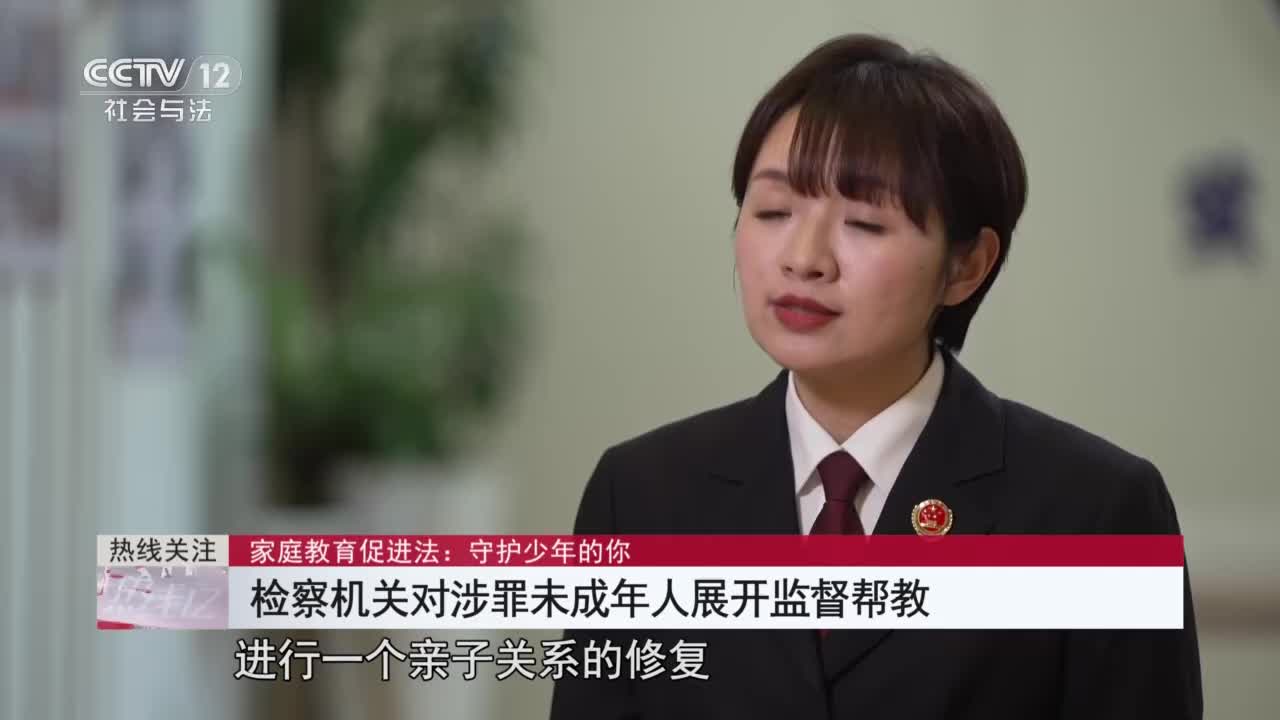 CCTV 12
社会与法
热线关注
家庭教育促进法：守护少年的你
检察机关对涉罪未成年人展开监督帮教
进行一个亲子关系的修复